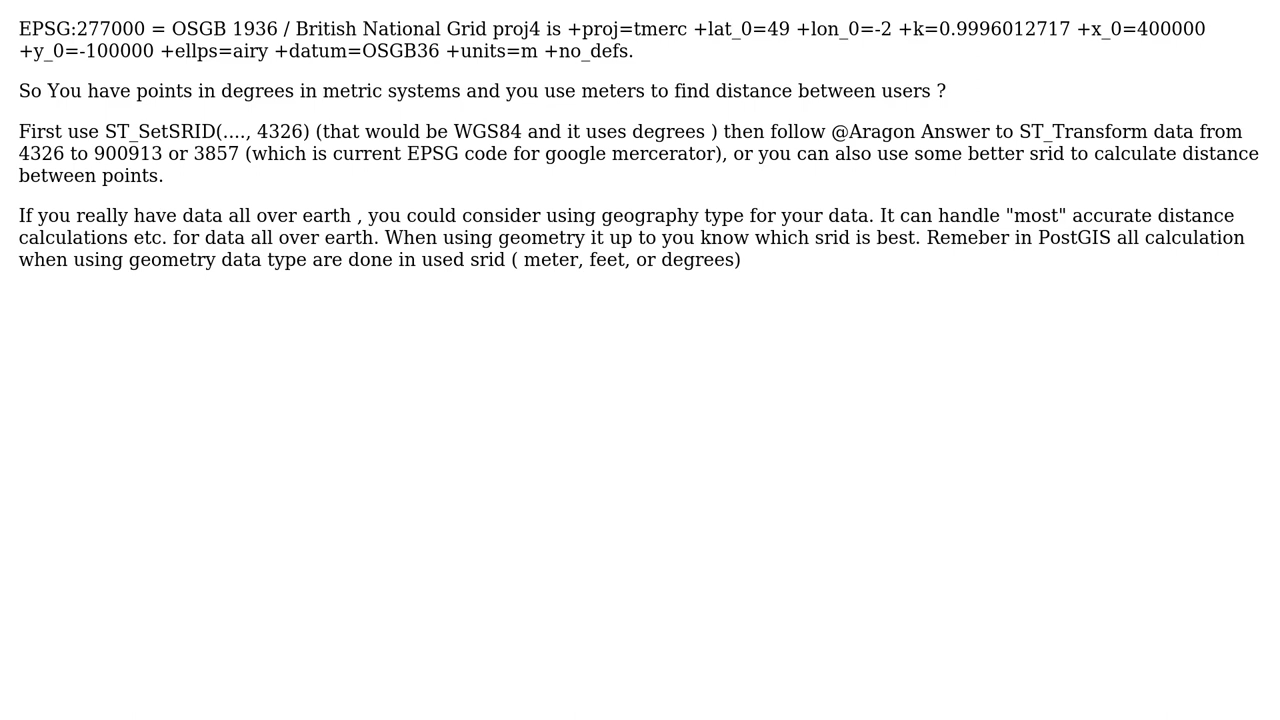 EPSG:277000 = OSGB 1936 / British National Grid proj4 is +proj=tmerc +lat_0=49 +lon_0=-2 +k=0.9996012717 +x_0=400000
+y_0=-100000 +ellps=airy +datum=OSGB36 +units=m +no_defs.
So You have points in degrees in metric systems and you use meters to find distance between users ?
First use ST_SetSRID(...., 4326) (that would be WGS84 and it uses degrees ) then follow @Aragon Answer to ST_Transform data from
4326 to 900913 or 3857 (which is current EPSG code for google mercerator), or you can also use some better srid to calculate distance
between points.
If you really have data all over earth , you could consider using geography type for your data. It can handle "most" accurate distance
calculations etc. for data all over earth. When using geometry it up to you know which srid is best. Remeber in PostGIS all calculation
when using geometry data type are done in used srid ( meter, feet, or degrees)